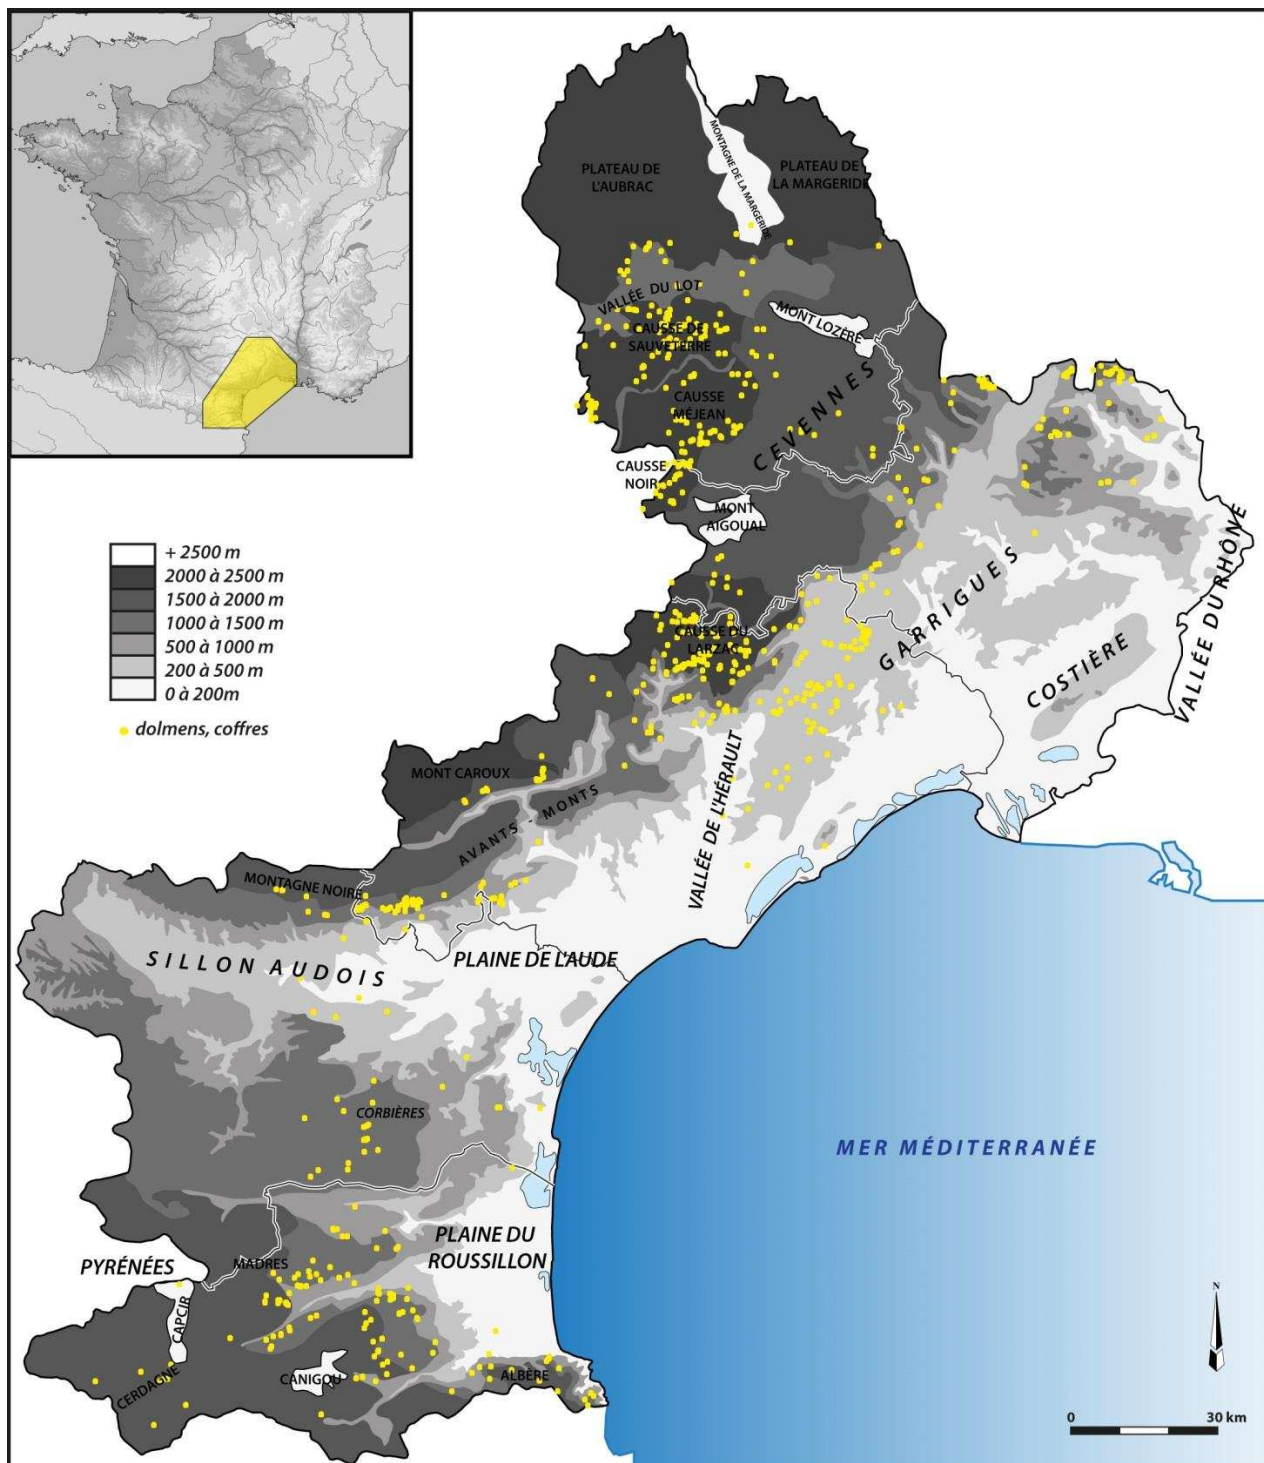 MONTAGNE DE LA MARGERIDE
PLATEAU DE
L'AUBRAC
PLATEAU DE
LA MARGERIDE
VALLÉE DU LOT
MONT LOZÈRE
CAUSSE DE
SAUVETERRE
CAUSSE
MÉJEAN
CEVENNES
CAUSSE
NOIR
MONT
AIGOUAL
+ 2500 m
2000 à 2500 m
1500 à 2000 m
1000 à 1500 m
500 à 1000 m
200 à 500 m
0 à 200m
dolmens, coffres
CAUSSE DU
LARZAC
GARRIGUES
COSTIÈRE
VALLÉE DU RHÔNE
MONT CAROUX
AVANTS - MONTS
VALLÉE DE L'HÉRAULT
MONTAGNE NOIRE
SILLON AUDOIS
PLAINE DE L'AUDE
CORBIÈRES
MER MÉDITERRANÉE
PLAINE DU
ROUSSILLON
PYRÉNÉES
MADRES
CAPCIR
CERDAGNE
CANIGOU
ALBÈRE
N
0 30 km